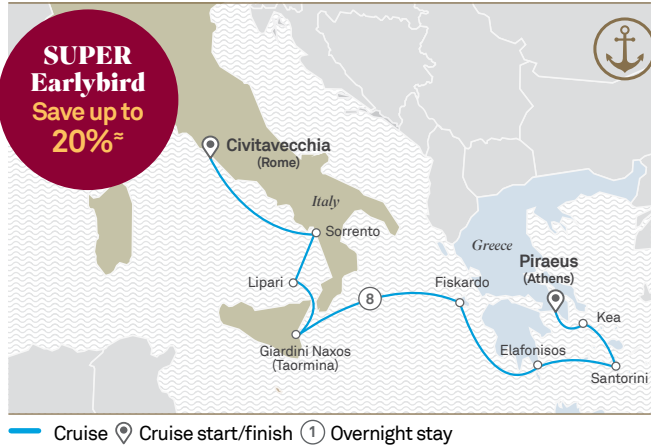 SUPER
Earlybird
Save up to
20%≈
Civitavecchia
(Rome)
Italy
Sorrento
Lipari
Giardini Naxos
(Taormina)
8
Greece
Piraeus
(Athens)
Fiskardo
Kea
Elafonisos
Santorini
Cruise Cruise start/finish 1 Overnight stay